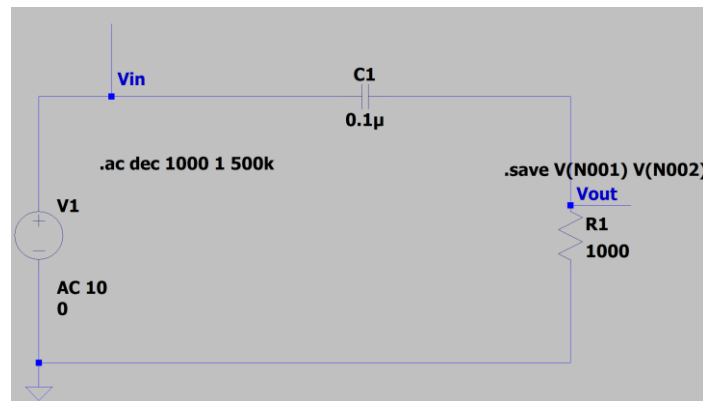 Vin
C1
0.1µ
.ac dec 1000 1 500k
.save V(N001) V(N002)
Vout
V1
R1
1000
AC 10
0